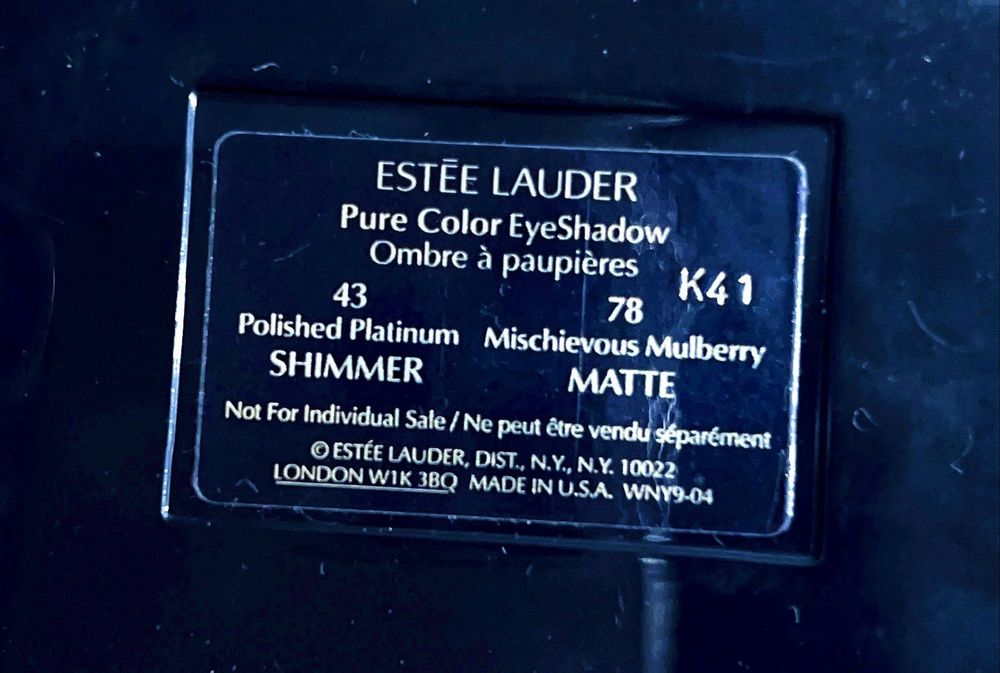 ESTĒE LAUDER
Pure Color EyeShadow
Ombre à paupières
K41
43
Polished Platinum
SHIMMER
78
Mischievous Mulberry
MATTE
Not For Individual Sale / Ne peut être vendu séparément
© ESTÉE LAUDER, DIST., N.Y., N.Y. 10022
LONDON W1K 3BQ MADE IN U.S.A. WNY9-04